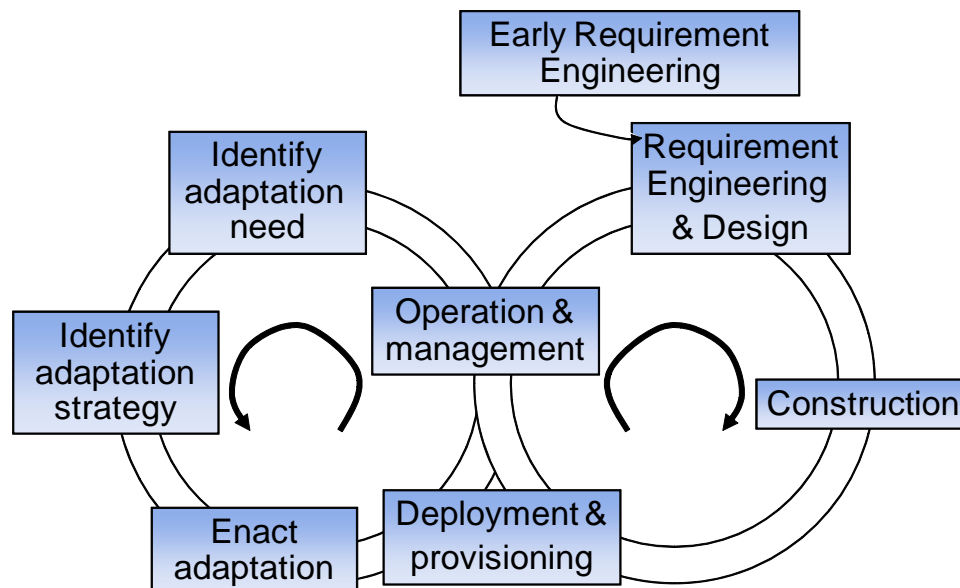 Early Requirement
Engineering
Identify
adaptation
need
Requirement
Engineering
& Design
Operation &
management
Identify
adaptation
strategy
Construction
Enact
adaptation
Deployment &
provisioning